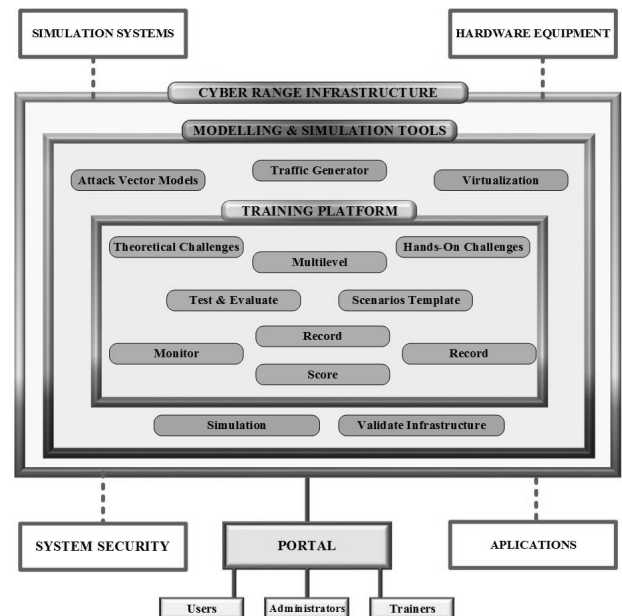 SIMULATION SYSTEMS
HARDWARE EQUIPMENT
CYBER RANGE INFRASTRUCTURE
MODELLING & SIMULATION TOOLS
Attack Vector Models
Traffic Generator
Virtualization
TRAINING PLATFORM
Theoretical Challenges
Multilevel
Hands-On Challenges
Test & Evaluate
Scenarios Template
Monitor
Record
Record
Score
Simulation
Validate Infrastructure
SYSTEM SECURITY
PORTAL
APLICATIONS
Users
Administrators
Trainers